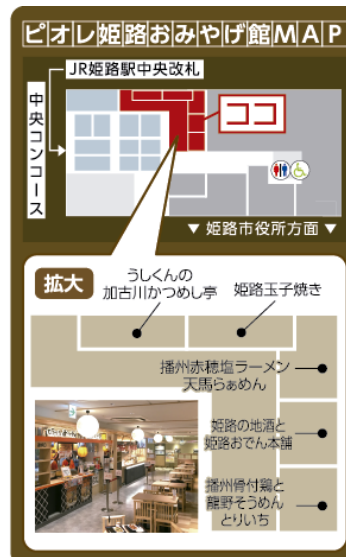 ピオレ姫路おみやげ館MAP
JR姫路駅中央改札
中央コンコース
ココ
▼ 姫路市役所方面 ▼
拡大
うしくんの
加古川かつめし亭
姫路玉子焼き
播州赤穂塩ラーメン
天馬らぁめん
姫路の地酒と
姫路おでん本舗
播州骨付鶏と
龍野そうめん
とりいち